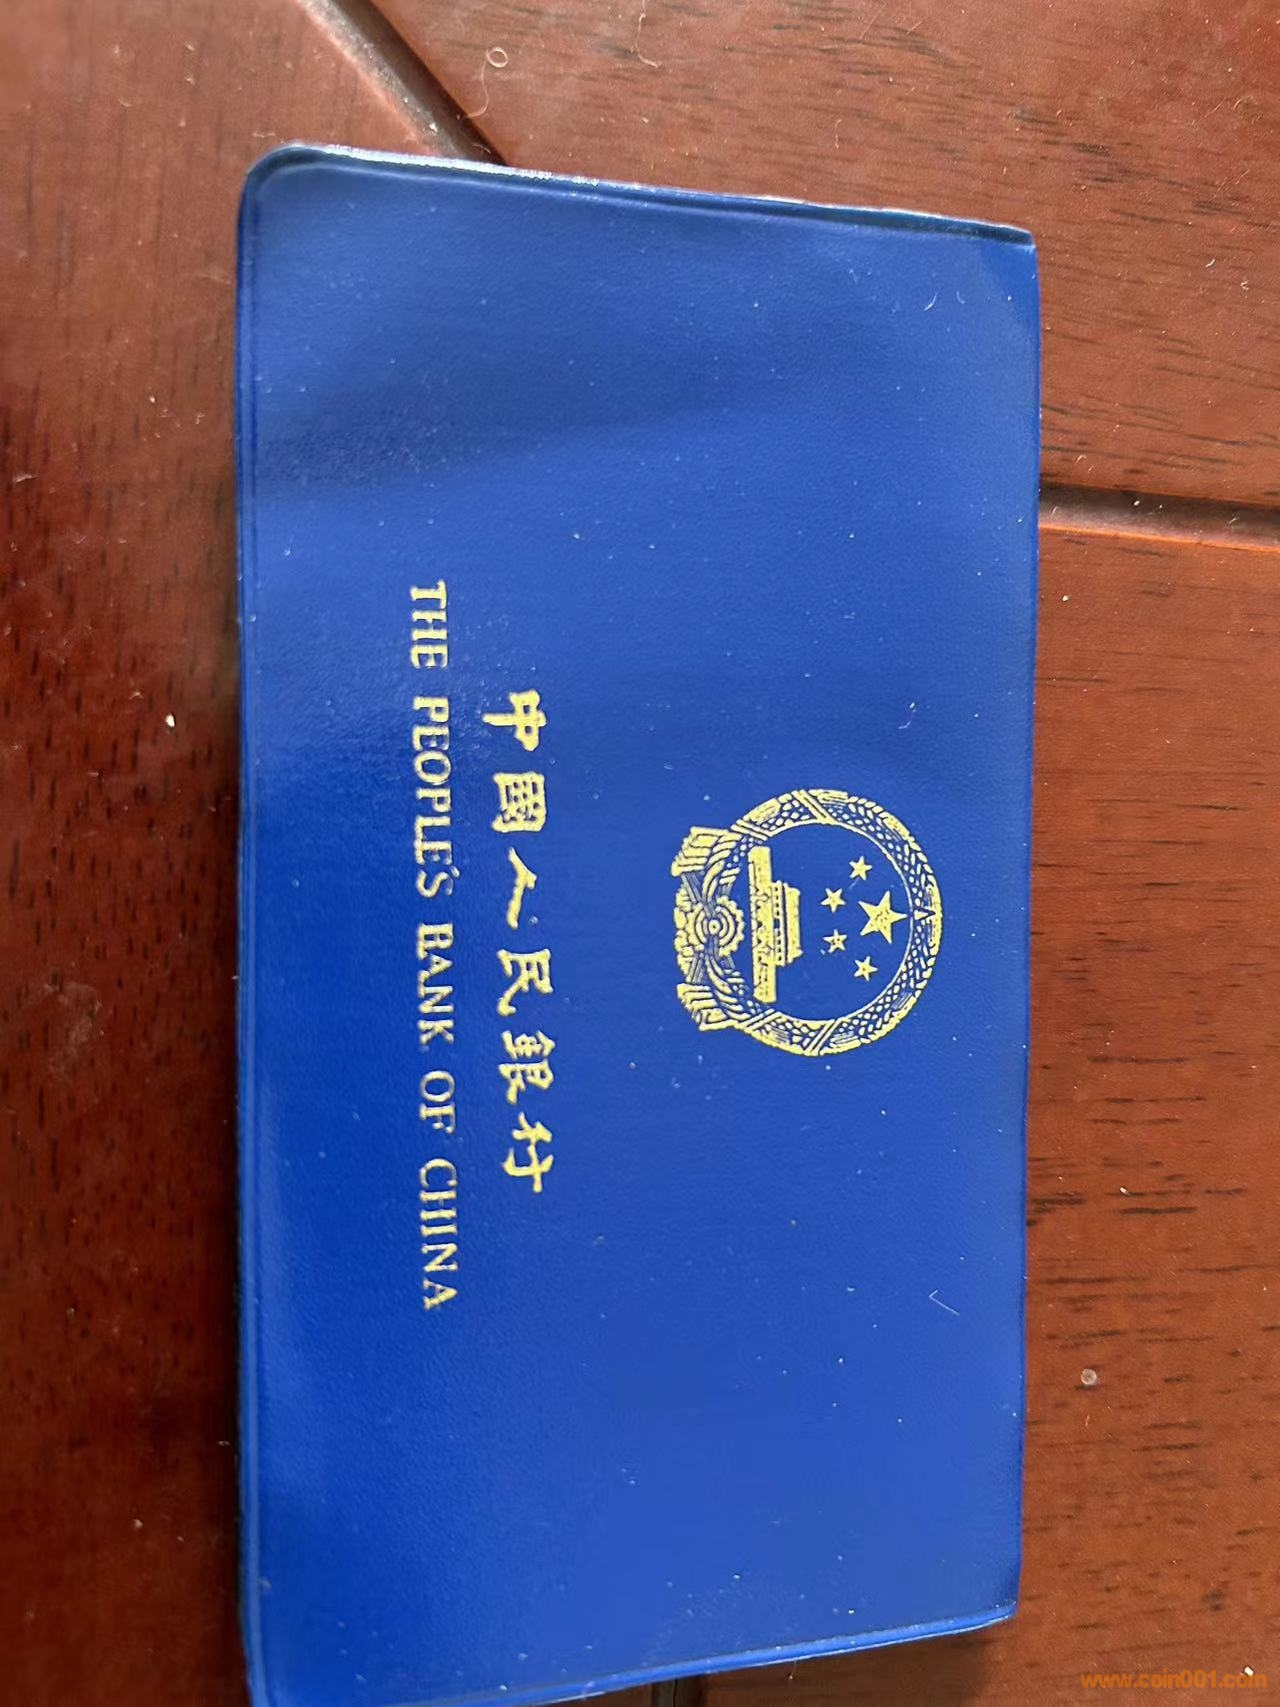 中國人民銀行
THE PEOPLE'S BANK OF CHINA
www.coin001.com